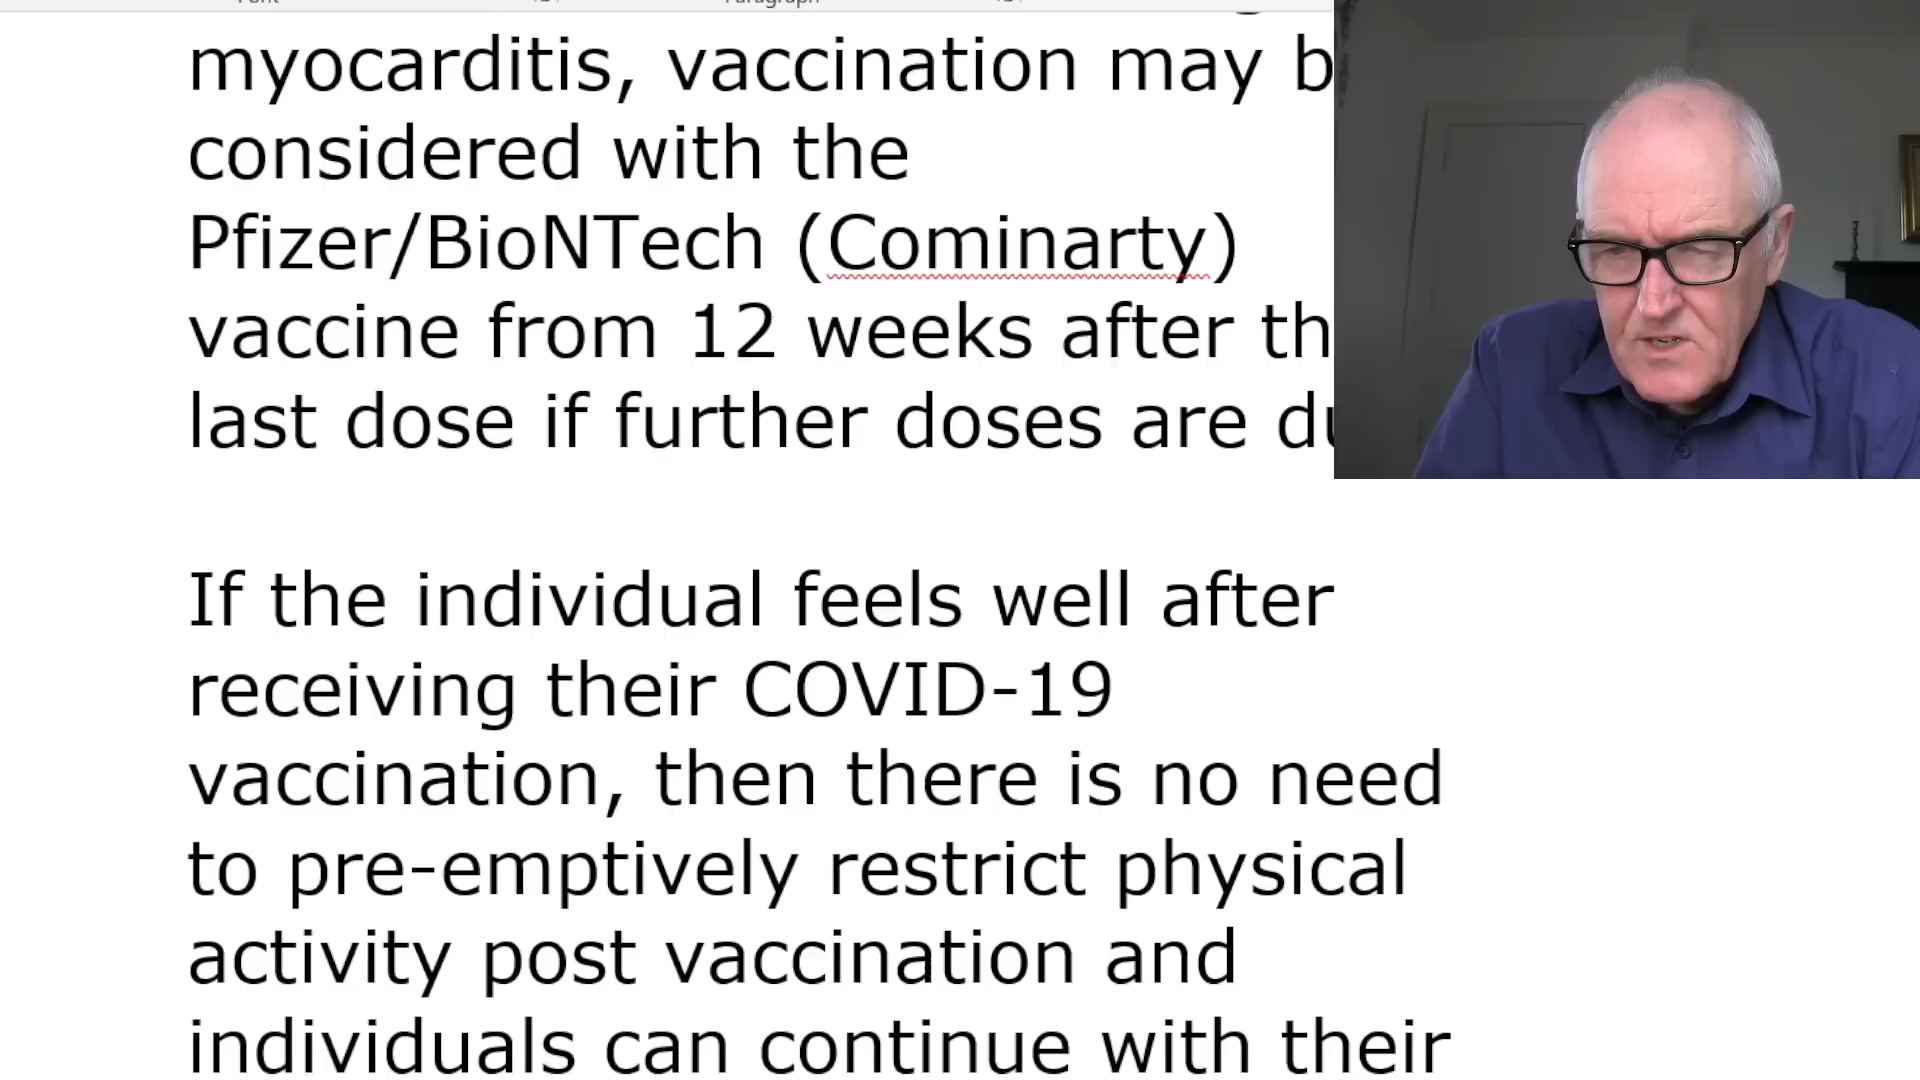 myocarditis, vaccination may
considered with the
Pfizer/BioNTech (Cominarty)
vaccine from 12 weeks after
last dose if further doses are
If the individual feels well after
receiving their COVID-19
vaccination, then there is no need
to pre-emptively restrict physical
activity post vaccination and
individuals can continue with their